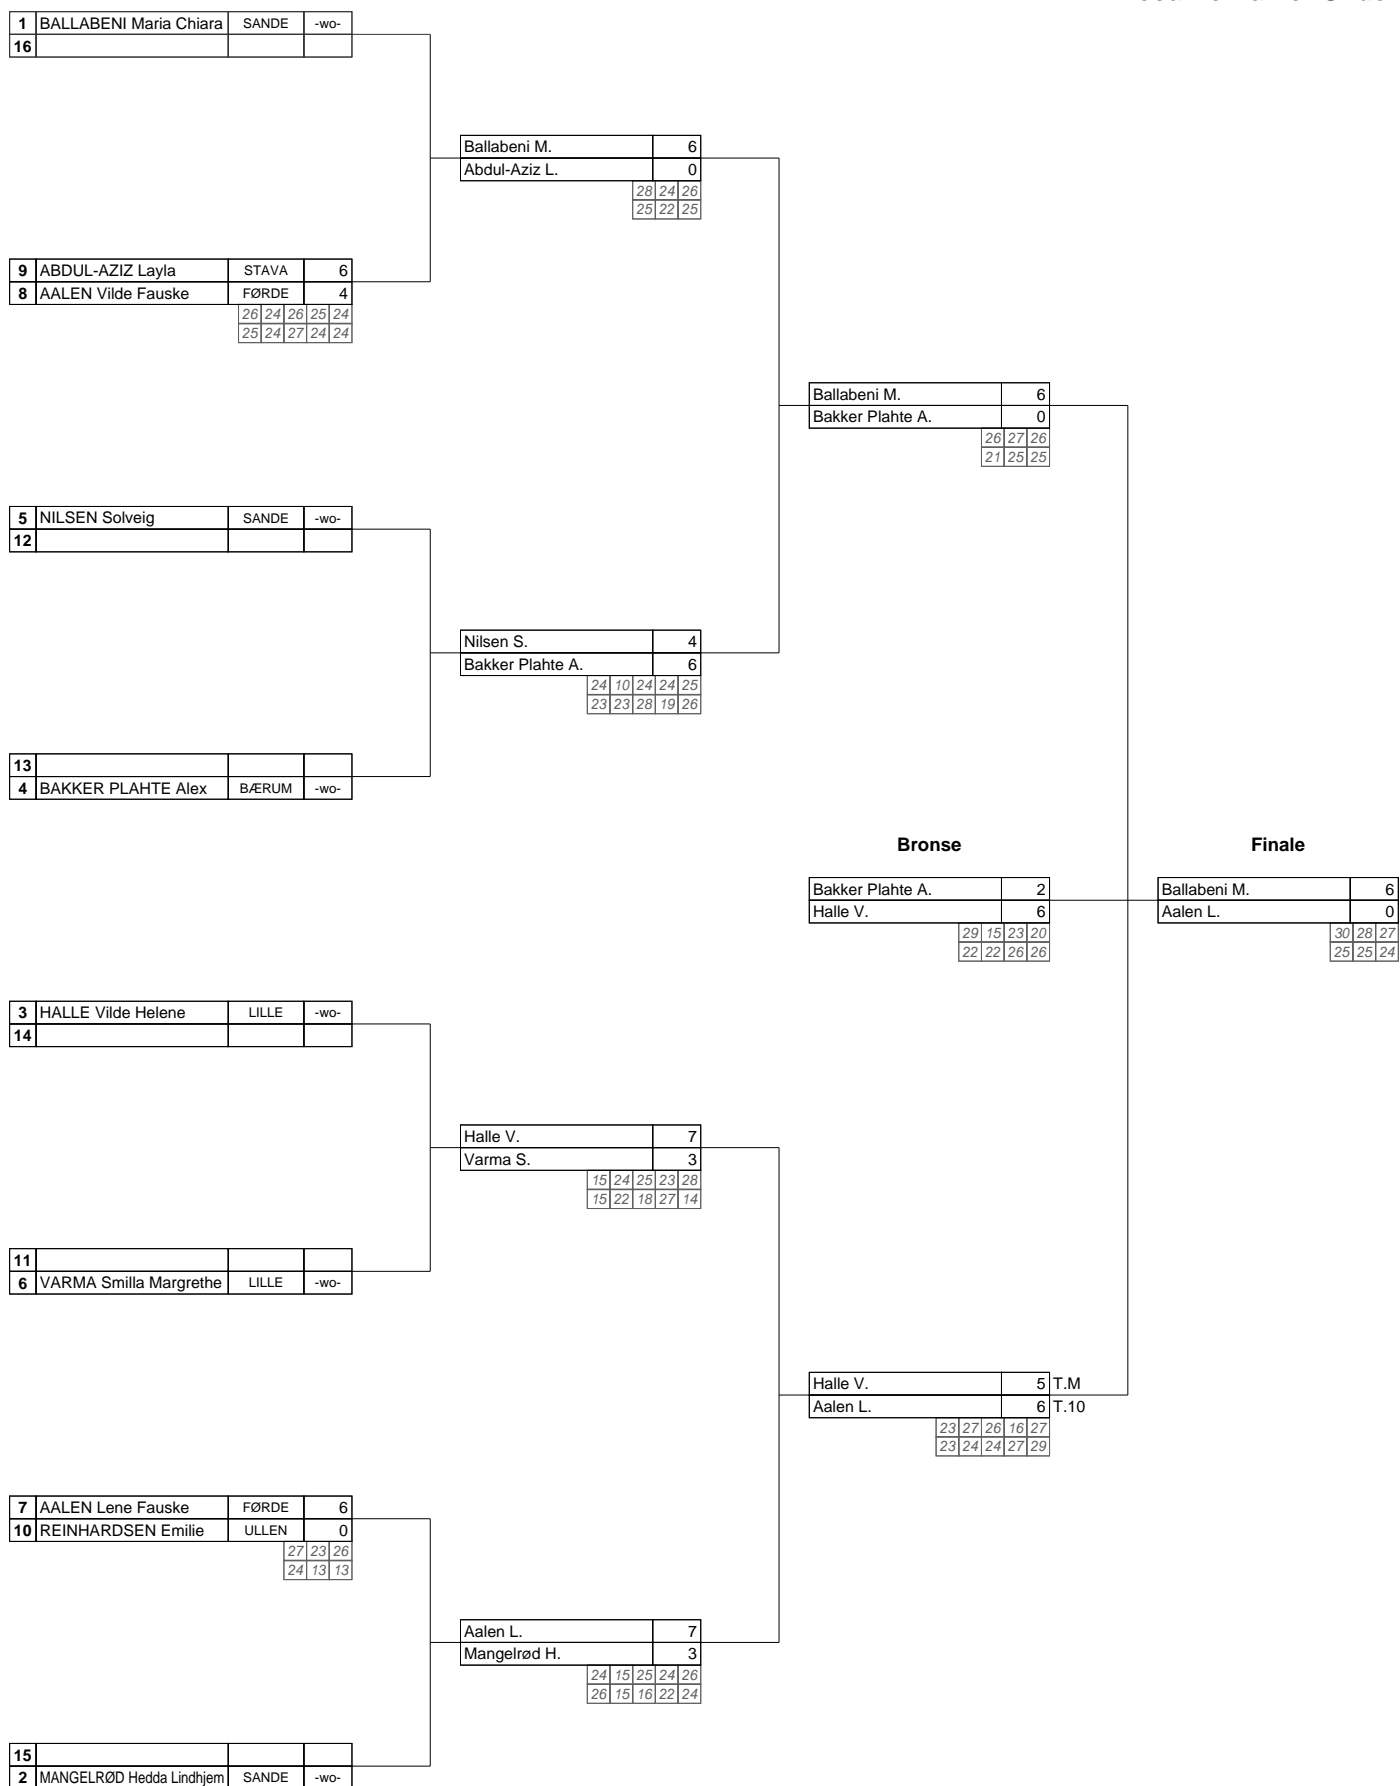 1 BALLABENI Maria Chiara SANDE -wo-
16
Ballabeni M. 6
Abdul-Aziz L. 0
28 24 26
25 22 25
9 ABDUL-AZIZ Layla STAVA 6
8 AALEN Vilde Fauske FØRDE 4
26 24 26 25 24
25 24 27 24 24
Ballabeni M. 6
Bakker Plahte A. 0
26 27 26
21 25 25
5 NILSEN Solveig SANDE -wo-
12
Nilsen S. 4
Bakker Plahte A. 6
24 10 24 24 25
23 23 28 19 26
13
4 BAKKER PLAHTE Alex BÆRUM -wo-
Bronse Finale
Bakker Plahte A. 2 Ballabeni M. 6
Halle V. 6 Aalen L. 0
29 15 23 20 30 28 27
22 22 26 26 25 25 24
3 HALLE Vilde Helene LILLE -wo-
14
Halle V. 7
Varma S. 3
15 24 25 23 28
15 22 18 27 14
11
6 VARMA Smilla Margrethe LILLE -wo-
Halle V. 5 T.M
Aalen L. 6 T.10
23 27 26 16 27
23 24 24 27 29
7 AALEN Lene Fauske FØRDE 6
10 REINHARDSEN Emilie ULLEN 0
27 23 26
24 13 13
Aalen L. 7
Mangelrød H. 3
24 15 25 24 26
26 15 16 22 24
15
2 MANGELRØD Hedda Lindhjem SANDE -wo-